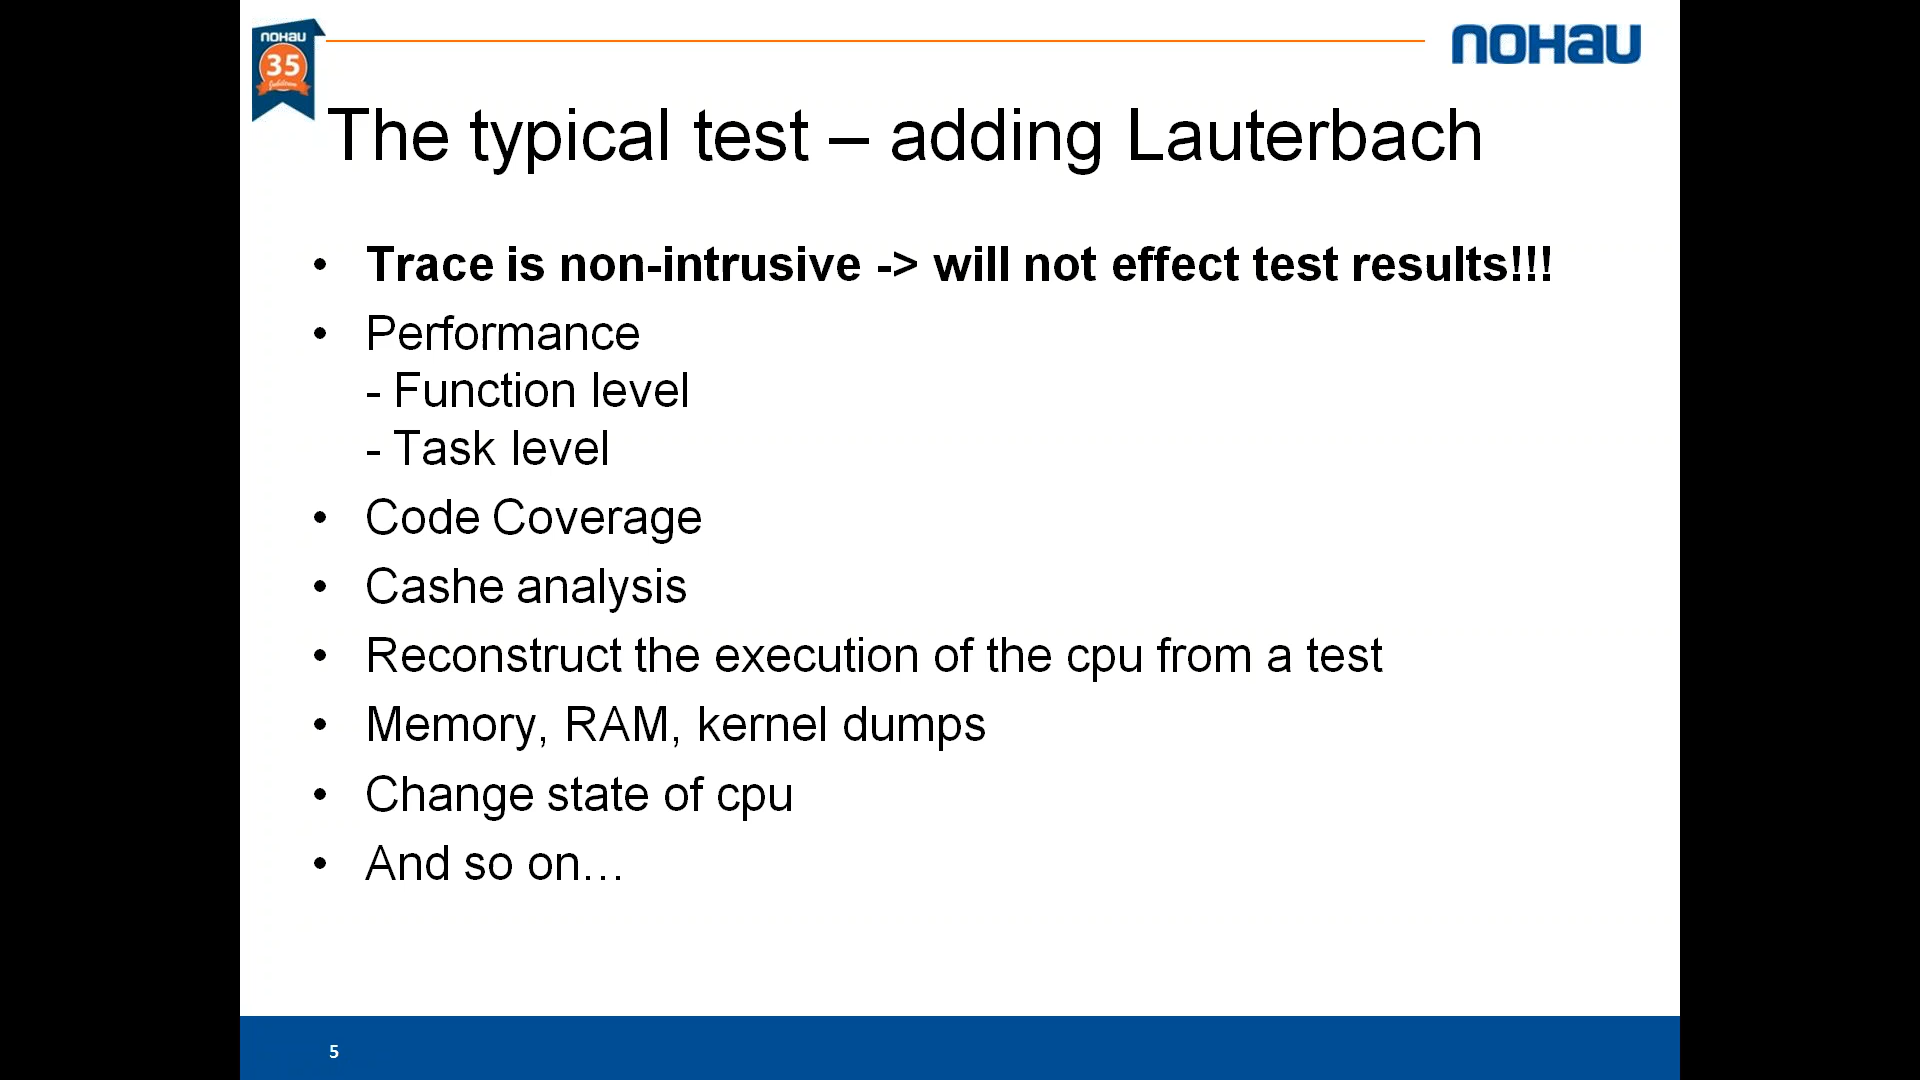 nohau
35
nohau
The typical test – adding Lauterbach
• Trace is non-intrusive -> will not effect test results!!!
• Performance
- Function level
- Task level
• Code Coverage
• Cashe analysis
• Reconstruct the execution of the cpu from a test
• Memory, RAM, kernel dumps
• Change state of cpu
• And so on…
5